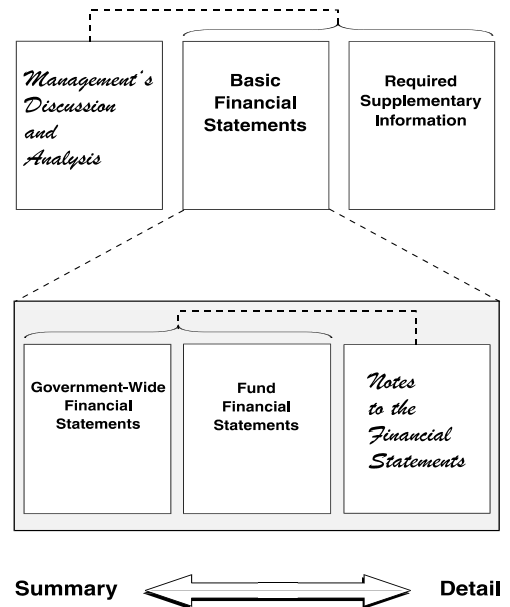 Management's
Discussion
and
Analysis
Basic
Financial
Statements
Required
Supplementary
Information
Government-Wide
Financial
Statements
Fund
Financial
Statements
Notes
to the
Financial
Statements
Summary
Detail